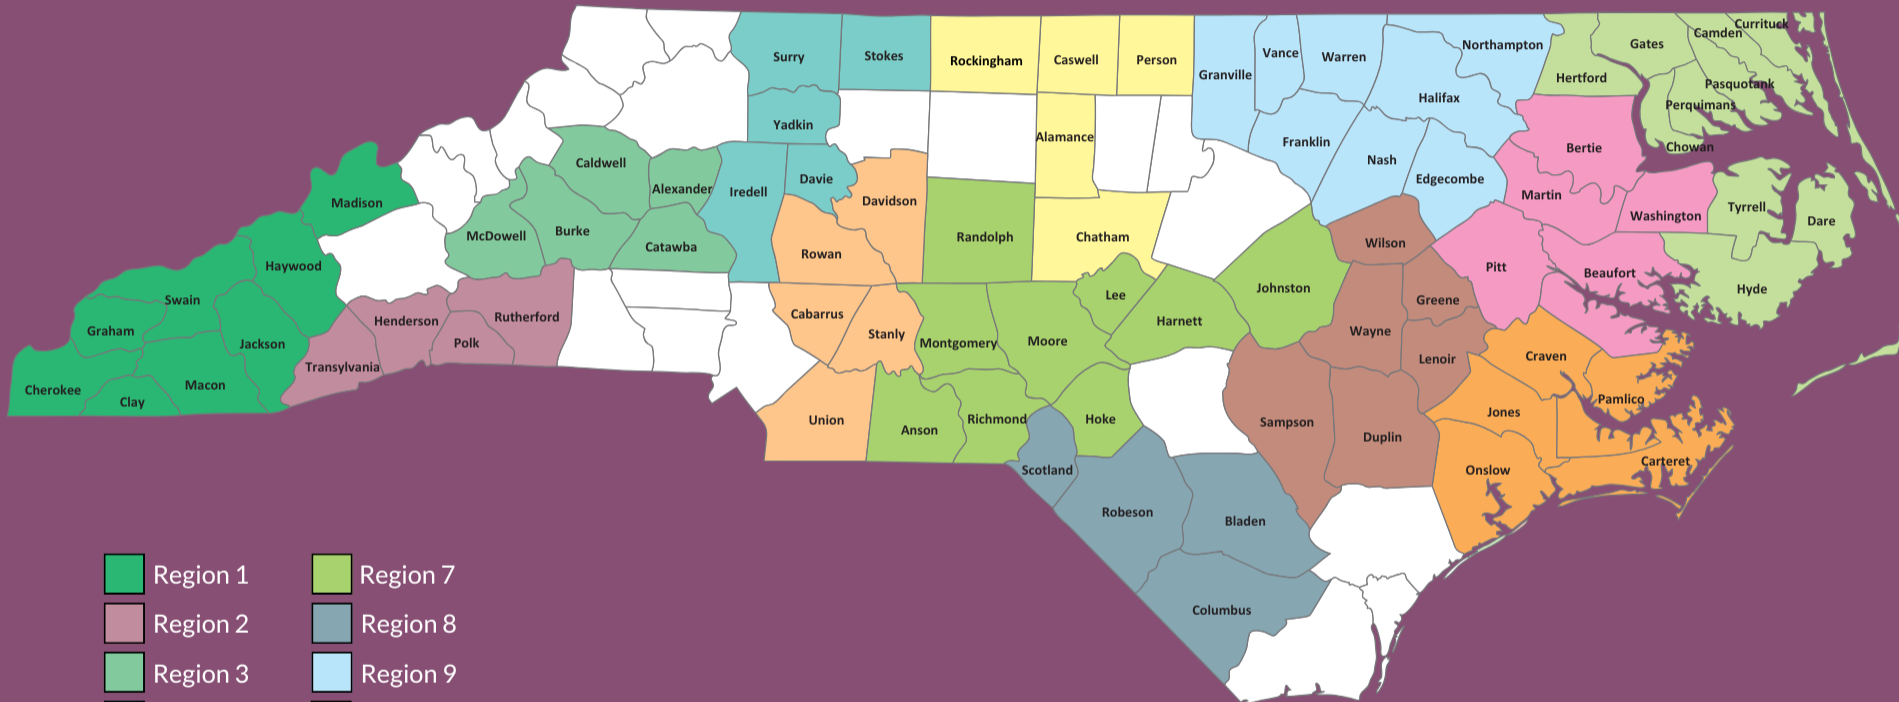 Currituck
Camden
Gates
Northampton
Surry
Stokes
Rockingham
Caswell
Person
Vance
Warren
Granville
Hertford
Pasquotank
Halifax
Perquimans
Yadkin
Alamance
Franklin
Chowan
Bertie
Nash
Caldwell
Edgecombe
Davie
Alexander
Iredell
Martin
Madison
Davidson
Tyrrell
Washington
Dare
Burke
McDowell
Randolph
Chatham
Wilson
Catawba
Rowan
Haywood
Pitt
Beaufort
Johnston
Hyde
Lee
Swain
Greene
Cabarrus
Rutherford
Henderson
Harnett
Graham
Wayne
Stanly
Moore
Polk
Jackson
Montgomery
Craven
Lenoir
Transylvania
Macon
Cherokee
Pamlico
Clay
Jones
Richmond
Hoke
Union
Sampson
Anson
Duplin
Carteret
Scotland
Onslow
Robeson
Bladen
Columbus
Region 1
Region 7
Region 2
Region 8
Region 3
Region 9